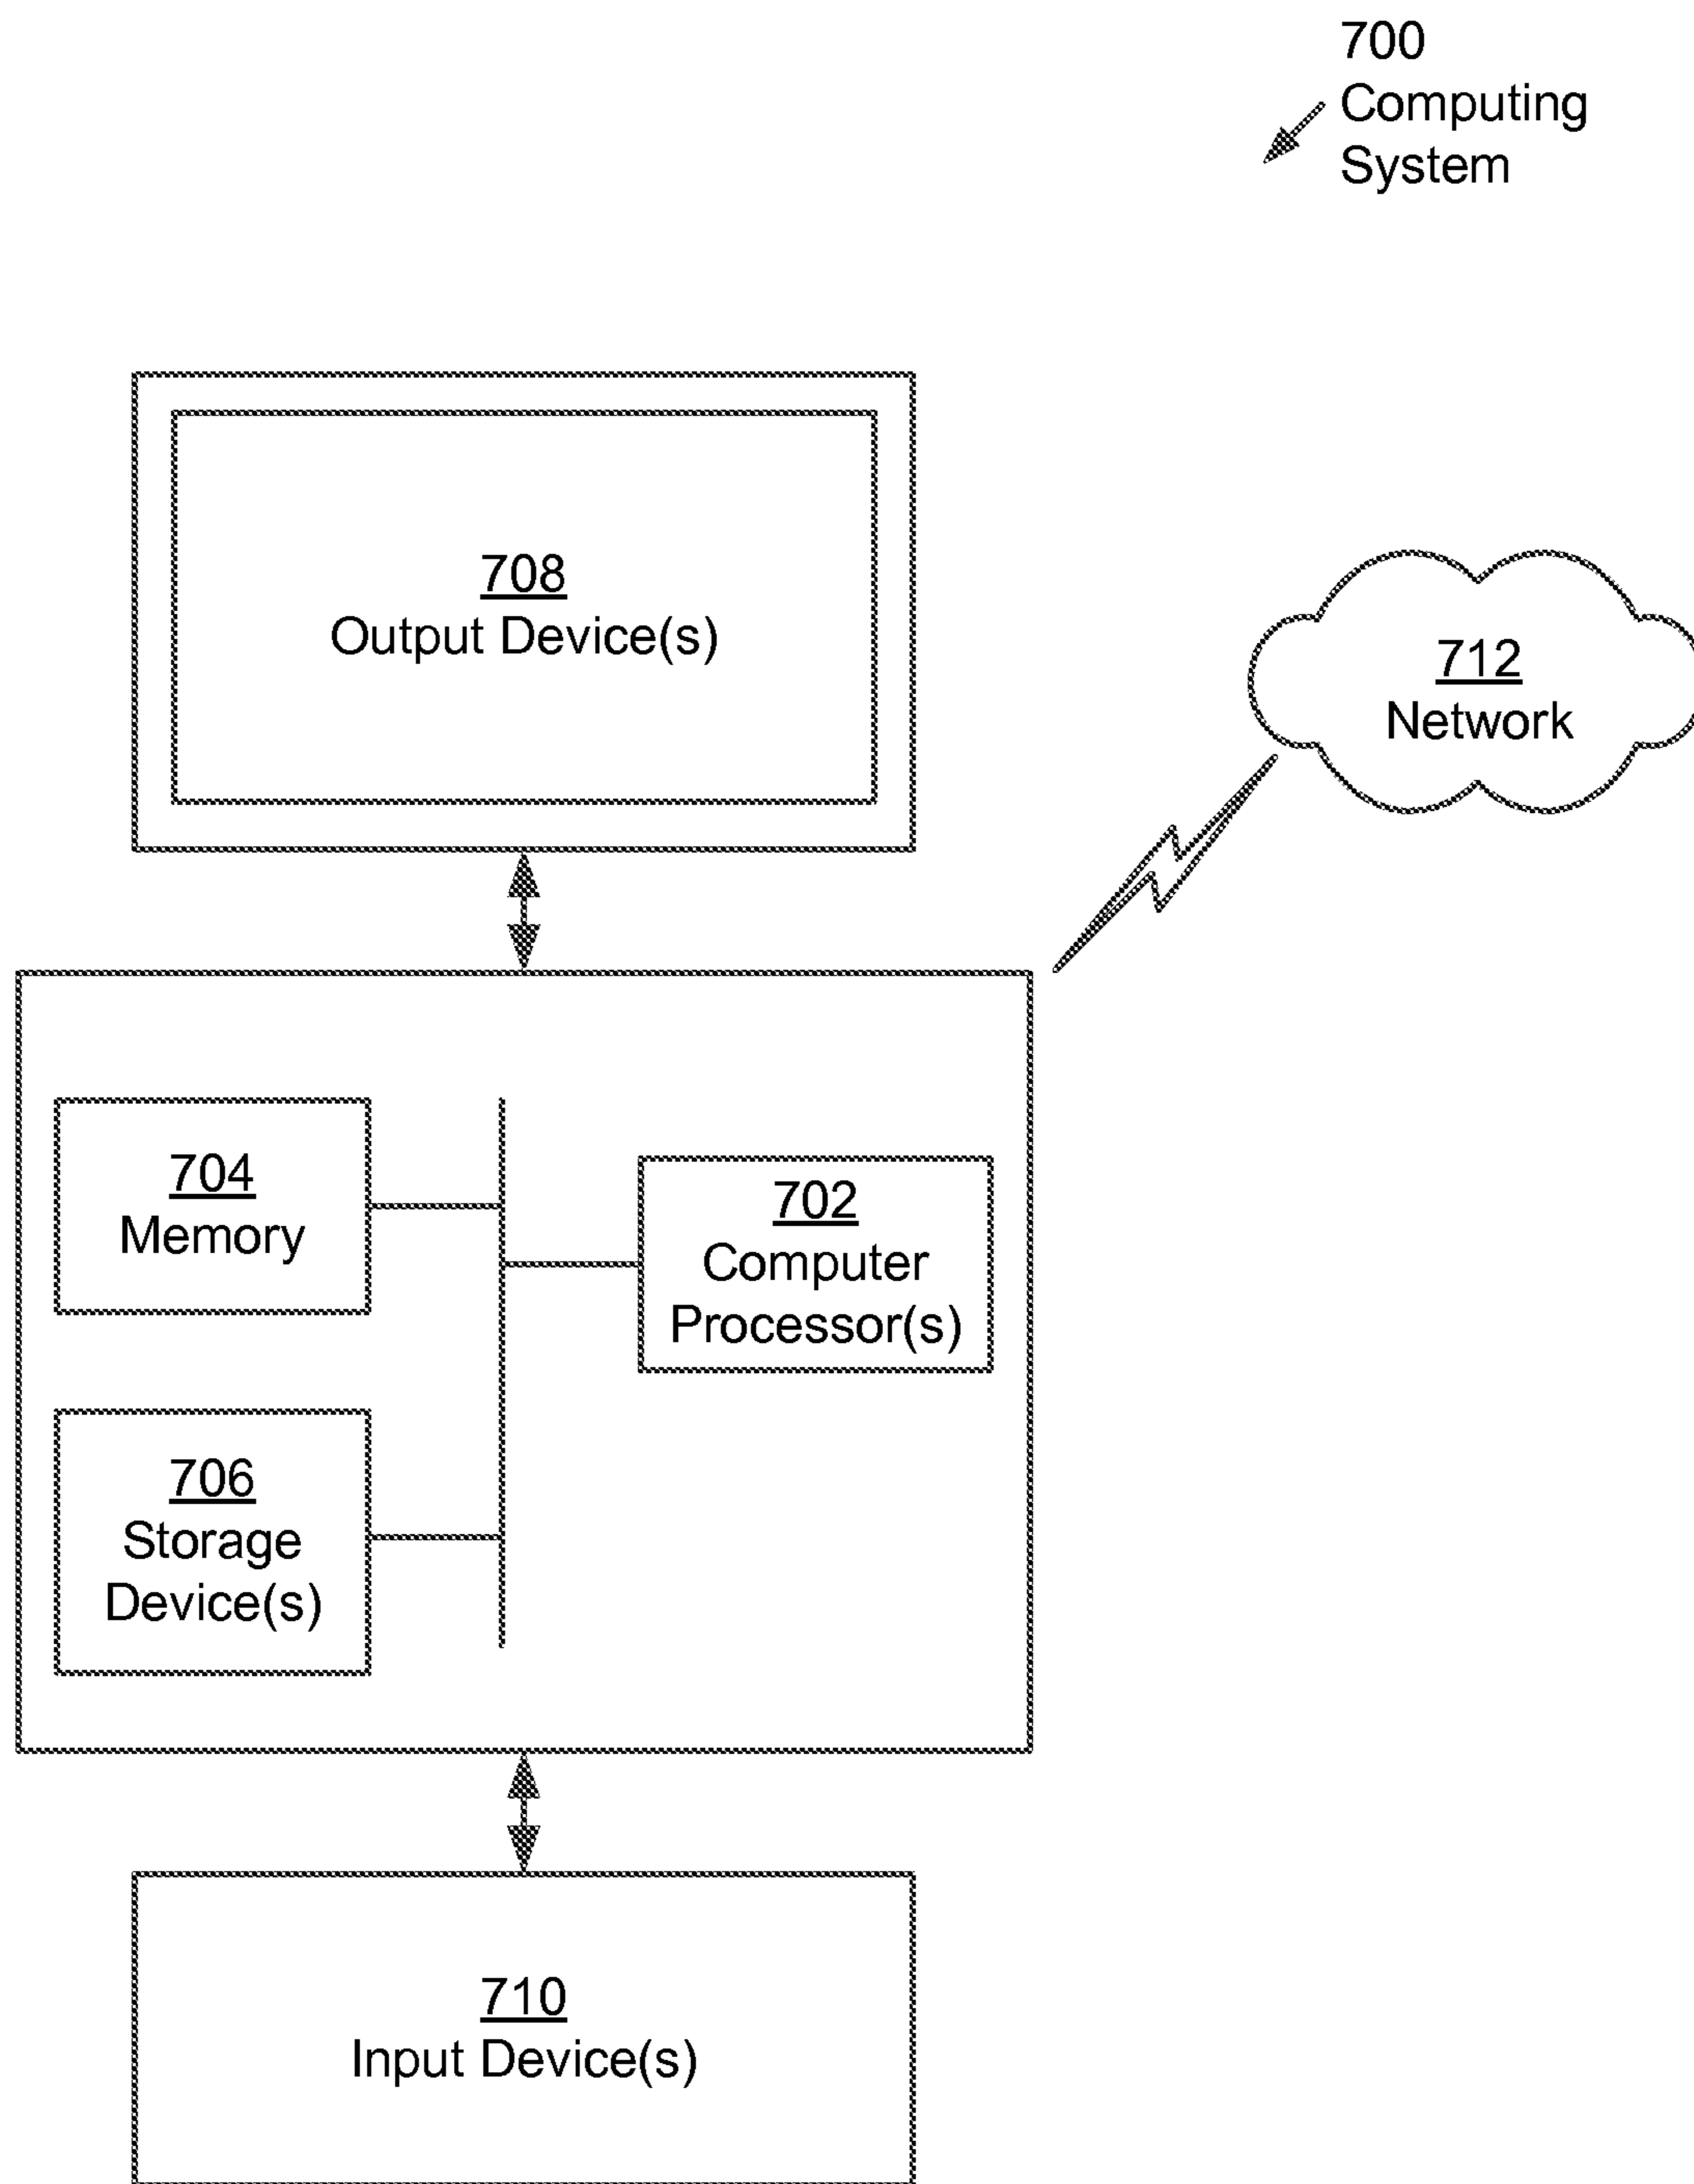 700
Computing
System
708
Output Device(s)
712
Network
704
Memory
702
Computer
Processor(s)
706
Storage
Device(s)
710
Input Device(s)